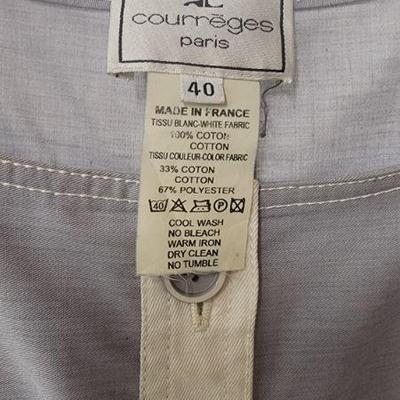 courrèges
paris
40
MADE IN FRANCE
TISSU BLANC-WHITE FABRIC
100% COTON
COTTON
TISSU COULEUR-COLOR FABRIC
33% COTON
COTTON
67% POLYESTER
40 P
COOL WASH
NO BLEACH
WARM IRON
DRY CLEAN
NO TUMBLE